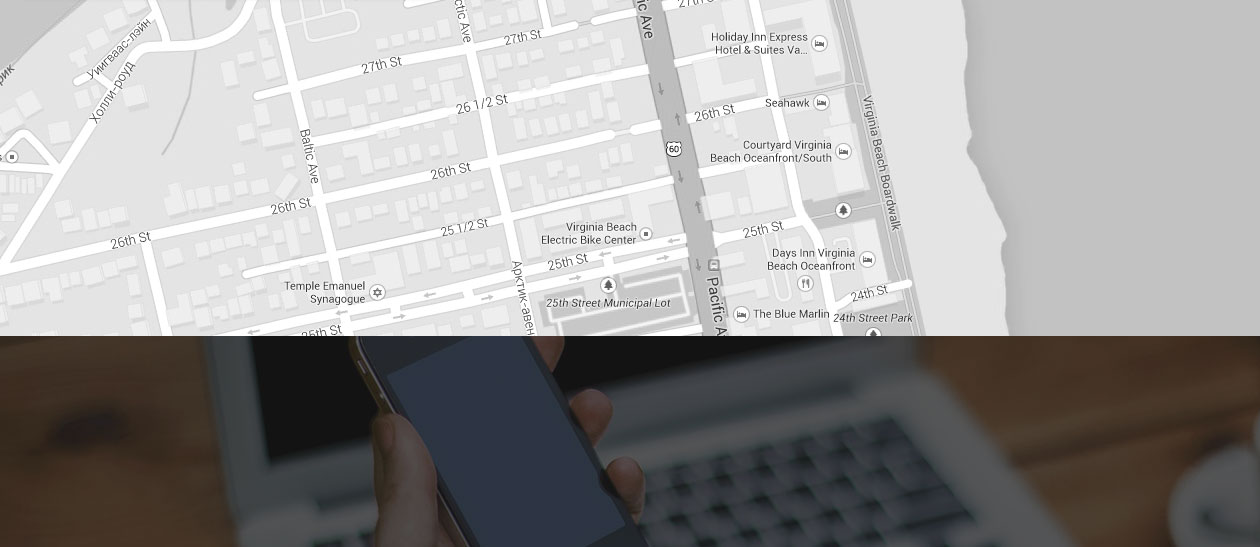 ic Ave
27th St
ctic Ave
27th St
Holiday Inn Express
Hotel & Suites Va...
Уингваас-лэйн
рик
27th St
Холли-роуд
26 1/2 St
26th St
Seahawk
Virginia Beach Boardwalk
Baltic Ave
60
Courtyard Virginia
Beach Oceanfront/South
26th St
26th St
26th St
25 1/2 St
25th St
Virginia Beach
Electric Bike Center
25th St
Days Inn Virginia
Beach Oceanfront
Арктик-авен
Temple Emanuel
Synagogue
25th Street Municipal Lot
Pacific A
24th St
The Blue Marlin
24th Street Park
25th St